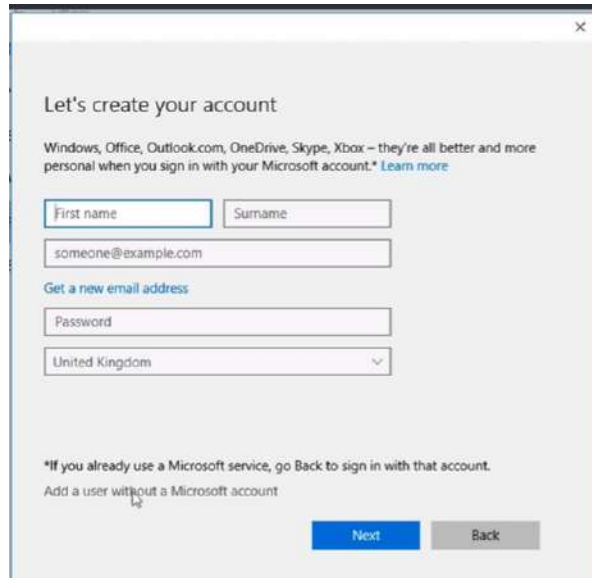 Let's create your account
Windows, Office, Outlook.com, OneDrive, Skype, Xbox – they're all better and more
personal when you sign in with your Microsoft account.* Learn more
First name Surname
someone@example.com
Get a new email address
Password
United Kingdom
*If you already use a Microsoft service, go Back to sign in with that account.
Add a user without a Microsoft account
Next Back